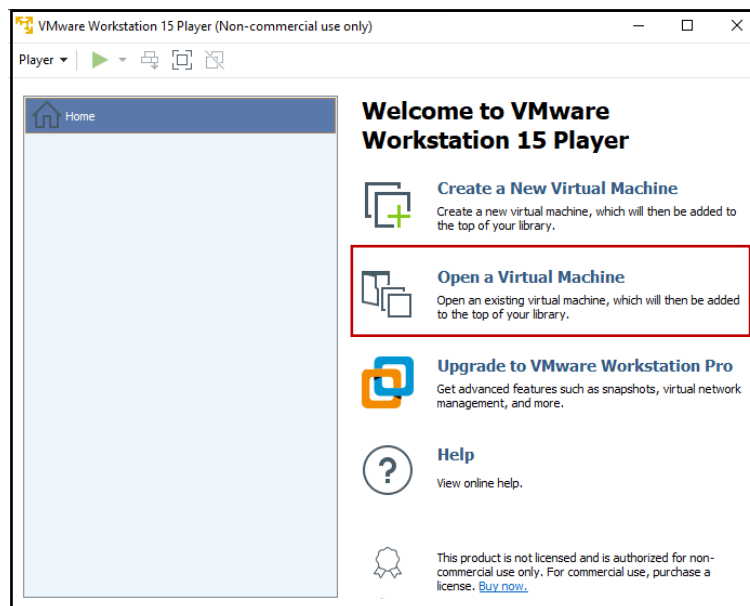 VMware Workstation 15 Player (Non-commercial use only)
Player
Home
Welcome to VMware
Workstation 15 Player
Create a New Virtual Machine
Create a new virtual machine, which will then be added to
the top of your library.
Open a Virtual Machine
Open an existing virtual machine, which will then be added
to the top of your library.
Upgrade to VMware Workstation Pro
Get advanced features such as snapshots, virtual network
management, and more.
Help
View online help.
This product is not licensed and is authorized for non-
commercial use only. For commercial use, purchase a
license. Buy now.